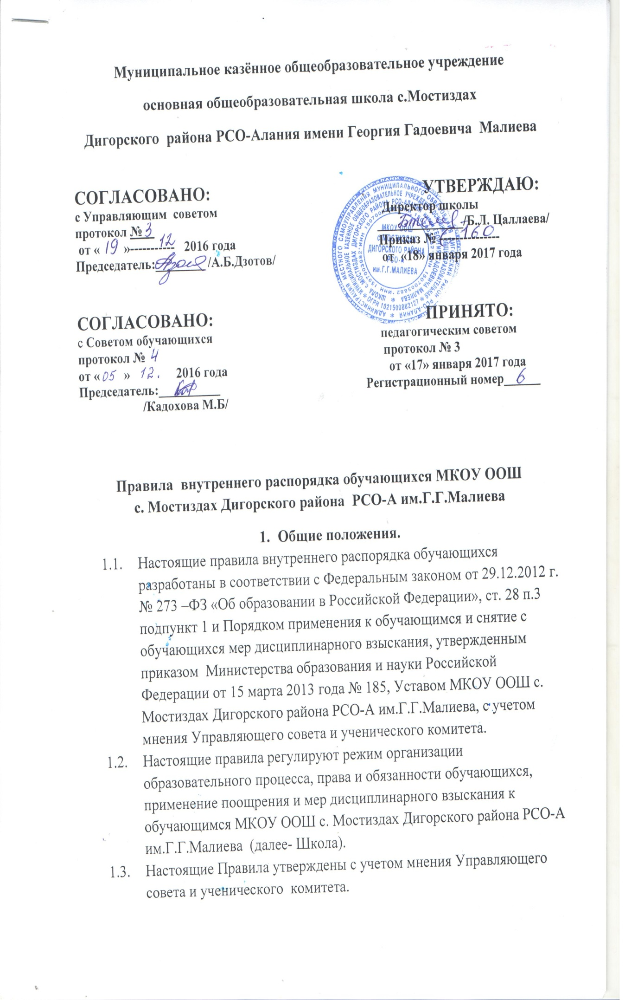 Муниципальное казённое общеобразовательное учреждение
основная общеобразовательная школа с.Мостиздах
Дигорского района РСО-Алания имени Георгия Гадоевича Малиева
СОГЛАСОВАНО:
с Управляющим советом
протокол № 3
от « 19 »----------- 12 2016 года
Председатель:________/А.Б.Дзотов/
УТВЕРЖДАЮ:
Директор школы
/Б.Л. Цаллаева/
Приказ № 160
от «18» января 2017 года
МКОУ ООШ
с.МОСТИЗДАХ
ДИГОРСКОГО РАЙОНА
РСО-А
им.Г.Г.МАЛИЕВА
СОГЛАСОВАНО:
с Советом обучающихся
протокол № 4
от « 05 » 12. 2016 года
Председатель:__________
/Кадохова М.Б/
ПРИНЯТО:
педагогическим советом
протокол № 3
от «17» января 2017 года
Регистрационный номер 6
Правила внутреннего распорядка обучающихся МКОУ ООШ
с. Мостиздах Дигорского района РСО-А им.Г.Г.Малиева
1. Общие положения.
1.1. Настоящие правила внутреннего распорядка обучающихся
разработаны в соответствии с Федеральным законом от 29.12.2012 г.
№ 273 –ФЗ «Об образовании в Российской Федерации», ст. 28 п.3
подпункт 1 и Порядком применения к обучающимся и снятие с
обучающихся мер дисциплинарного взыскания, утвержденным
приказом Министерства образования и науки Российской
Федерации от 15 марта 2013 года № 185, Уставом МКОУ ООШ с.
Мостиздах Дигорского района РСО-А им.Г.Г.Малиева, с учетом
мнения Управляющего совета и ученического комитета.
1.2. Настоящие правила регулируют режим организации
образовательного процесса, права и обязанности обучающихся,
применение поощрения и мер дисциплинарного взыскания к
обучающимся МКОУ ООШ с. Мостиздах Дигорского района РСО-А
им.Г.Г.Малиева (далее- Школа).
1.3. Настоящие Правила утверждены с учетом мнения Управляющего
совета и ученического комитета.